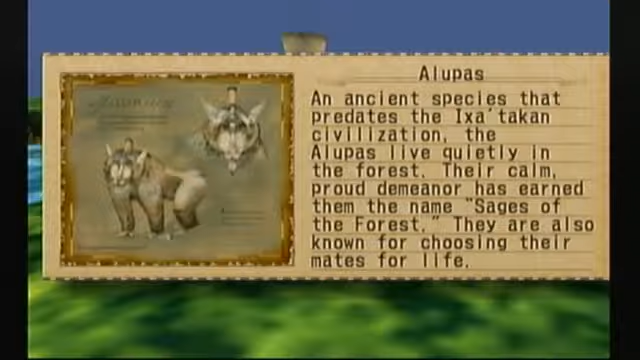 Alupas
An ancient species that
predates the Ixa'takan
civilization, the
Alupas live quietly in
the forest. Their calm,
proud demeanor has earned
them the name "Sages of
the Forest." They are also
known for choosing their
mates for life.